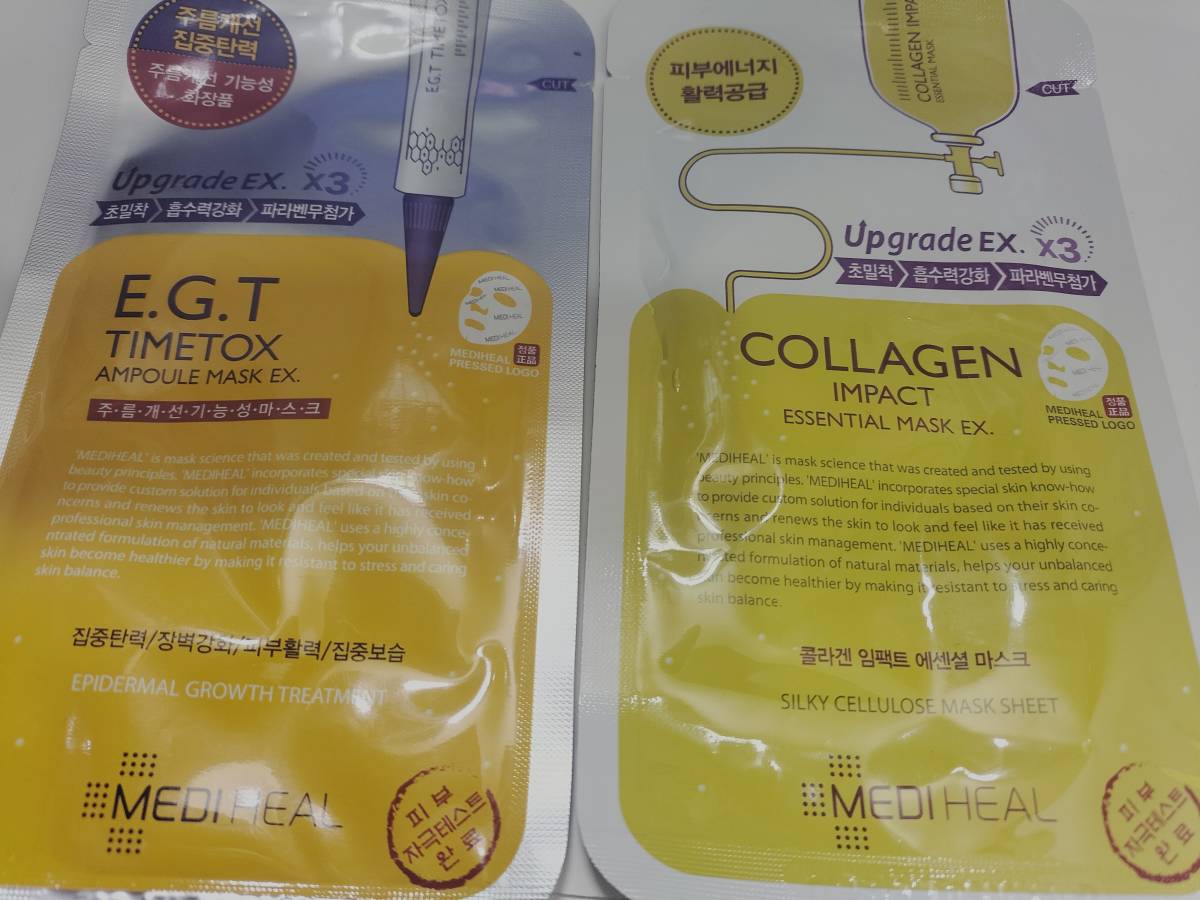 주름개선
집중탄력
주름개선 기능성
화장품
E.G.T TIMETOX
CUT
Upgrade EX. X3
초밀착 흡수력강화 파라벤무첨가
E.G.T
TIMETOX
AMPOULE MASK EX.
주·름·개·선·기·능·성·마·스·크
MEDIHEAL
PRESSED LOGO
정품
正品
'MEDIHEAL' is mask science that was created and tested by using
beauty principles. 'MEDIHEAL' incorporates special skin know-how
to provide custom solution for individuals based on their skin co-
ncerns and renews the skin to look and feel like it has received
professional skin management. 'MEDIHEAL' uses a highly conce-
ntrated formulation of natural materials, helps your unbalanced
skin become healthier by making it resistant to stress and caring
skin balance.
집중탄력/장벽강화/피부활력/집중보습
EPIDERMAL GROWTH TREATMENT
MEDIHEAL
피부
자극테스트
완료
피부에너지
활력공급
COLLAGEN IMPA
ESSENTIAL MASK
CUT
Upgrade EX. X3
초밀착 흡수력강화 파라벤무첨가
COLLAGEN
IMPACT
ESSENTIAL MASK EX.
MEDIHEAL
PRESSED LOGO
정품
正品
'MEDIHEAL' is mask science that was created and tested by using
beauty principles. 'MEDIHEAL' incorporates special skin know-how
to provide custom solution for individuals based on their skin co-
ncerns and renews the skin to look and feel like it has received
professional skin management. 'MEDIHEAL' uses a highly conce-
ntrated formulation of natural materials, helps your unbalanced
skin become healthier by making it resistant to stress and caring
skin balance.
콜라겐 임팩트 에센셜 마스크
SILKY CELLULOSE MASK SHEET
MEDIHEAL
피부
자극테스트
완료